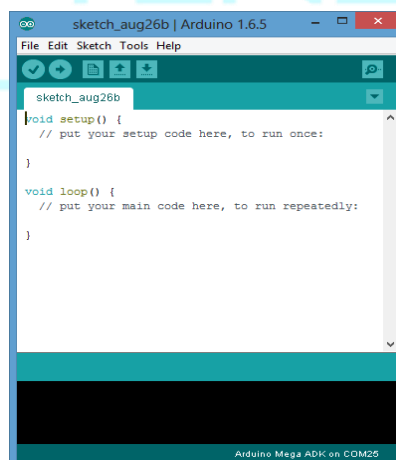 sketch_aug26b | Arduino 1.6.5
File Edit Sketch Tools Help
sketch_aug26b
void setup() {
  // put your setup code here, to run once:
}
void loop() {
  // put your main code here, to run repeatedly:
}
Arduino Mega ADK on COM25